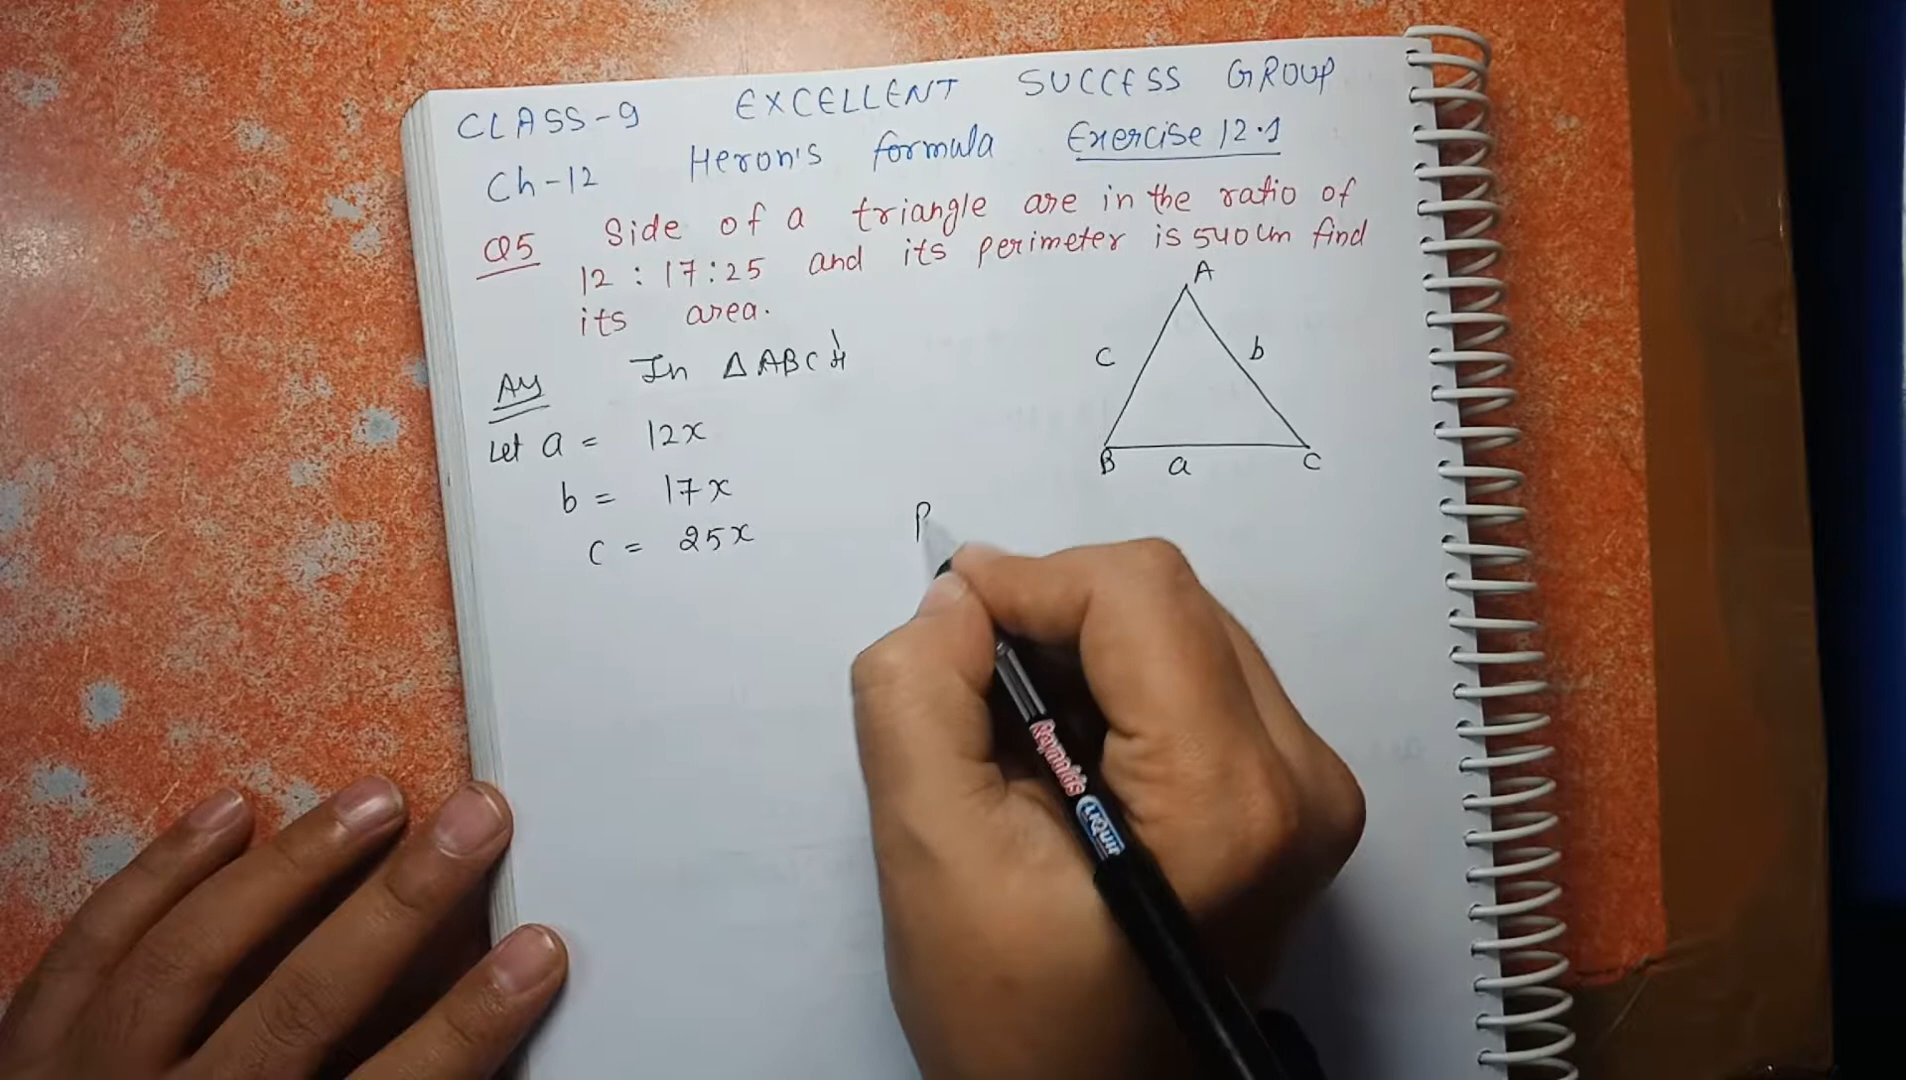 CLASS-9 EXCELLENT SUCCESS GROUP
Ch-12 Heron's formula Exercise 12.1
Q5 Side of a triangle are in the ratio of
12 : 17 : 25 and its perimeter is 540cm find
its area.
A
In △ABC
c b
Let a = 12x
B a C
b = 17x
P
c = 25x
Reynolds